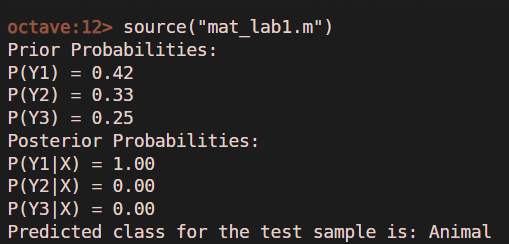 octave:12> source("mat_lab1.m")
Prior Probabilities:
P(Y1) = 0.42
P(Y2) = 0.33
P(Y3) = 0.25
Posterior Probabilities:
P(Y1|X) = 1.00
P(Y2|X) = 0.00
P(Y3|X) = 0.00
Predicted class for the test sample is: Animal